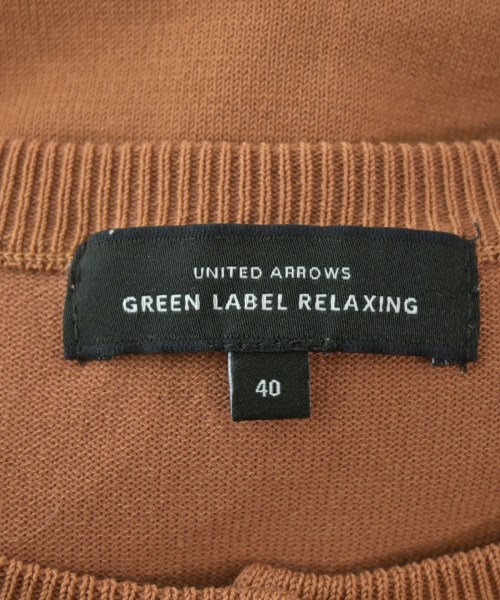 UNITED ARROWS
GREEN LABEL RELAXING
40